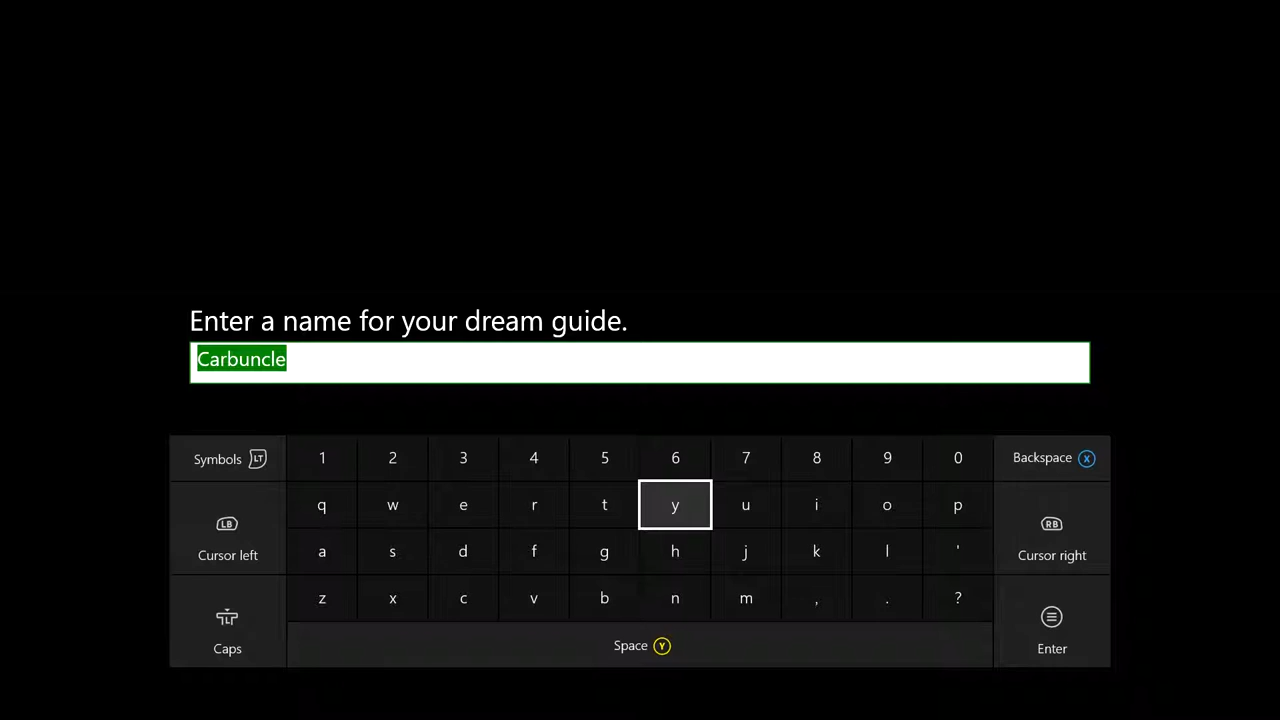 Enter a name for your dream guide.
Carbuncle
Symbols LT 1 2 3 4 5 6 7 8 9 0 Backspace X
q w e r t y u i o p
LB RB
Cursor left a s d f g h j k l ' Cursor right
z x c v b n m , . ?
LT
Caps Space Y Enter